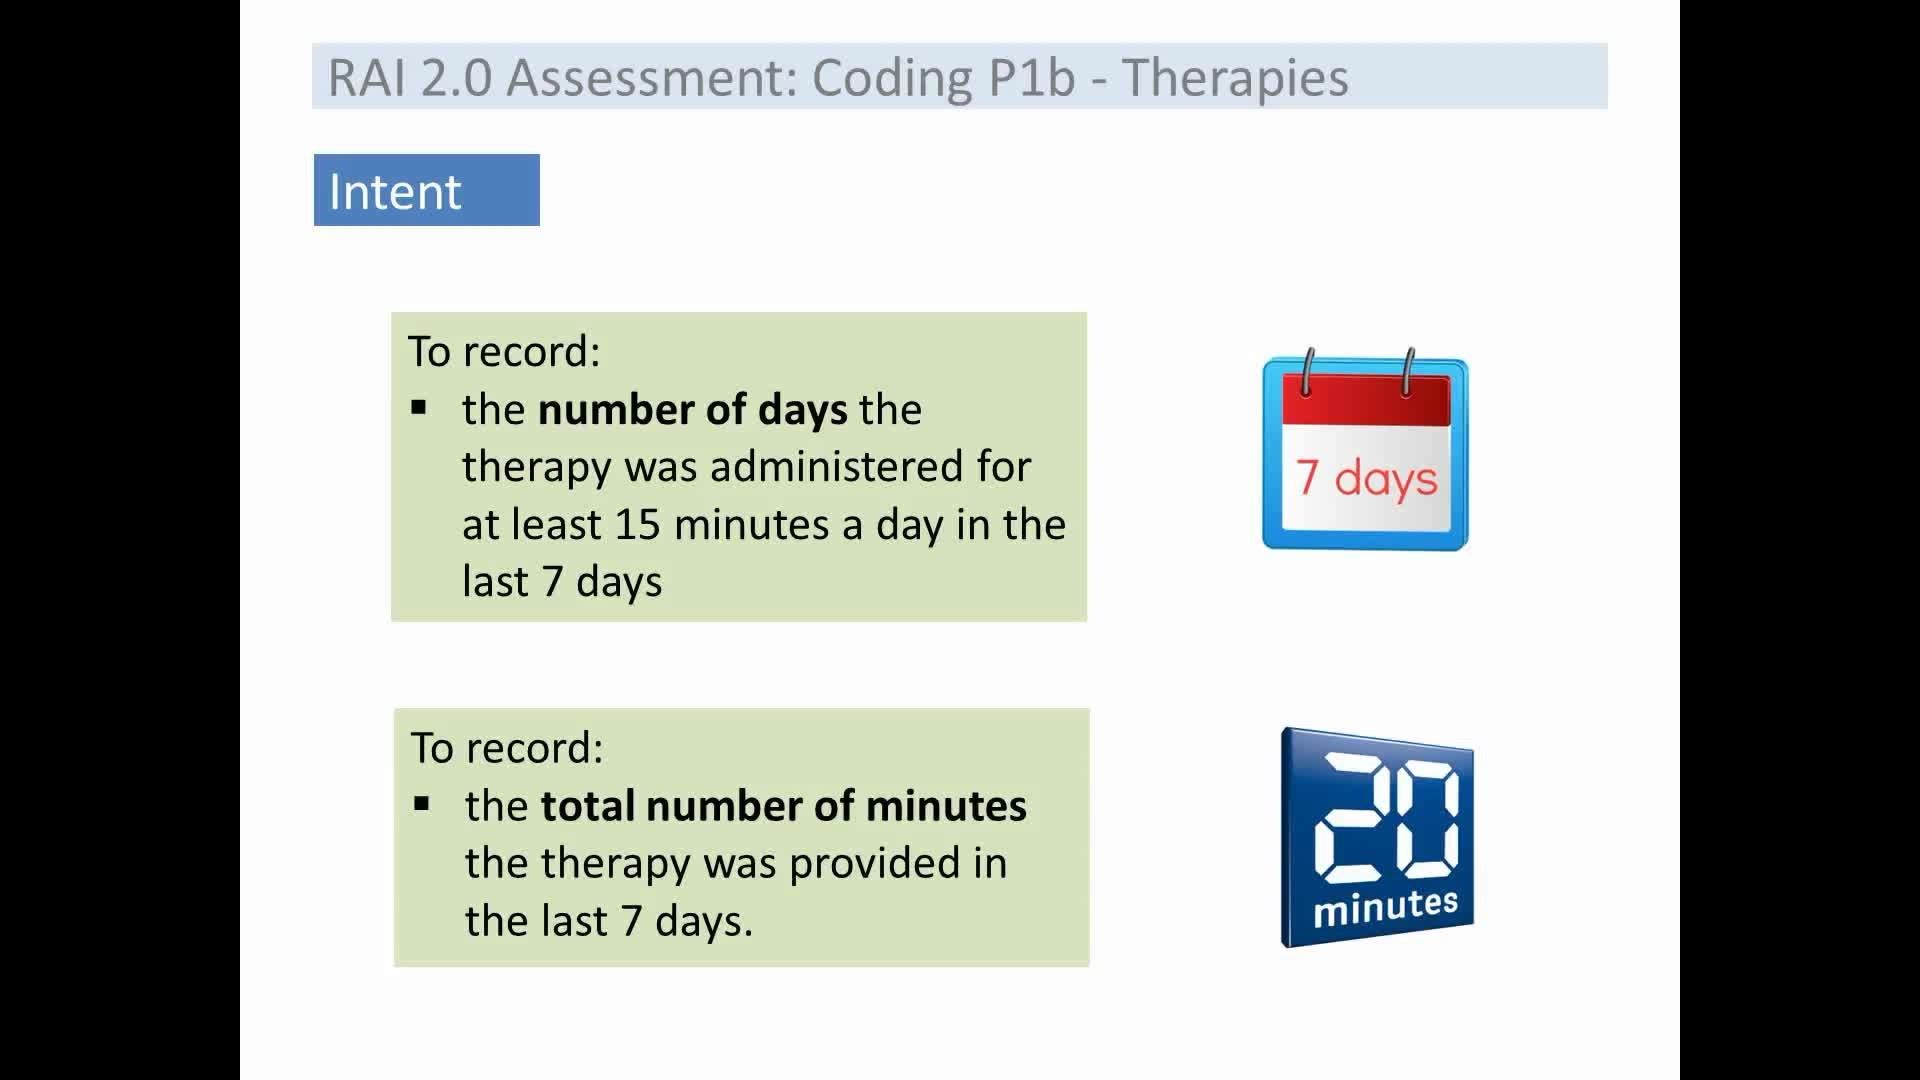 RAI 2.0 Assessment: Coding P1b - Therapies
Intent
To record:
▪ the number of days the
therapy was administered for
at least 15 minutes a day in the
last 7 days
7 days
To record:
▪ the total number of minutes
the therapy was provided in
the last 7 days.
20
minutes